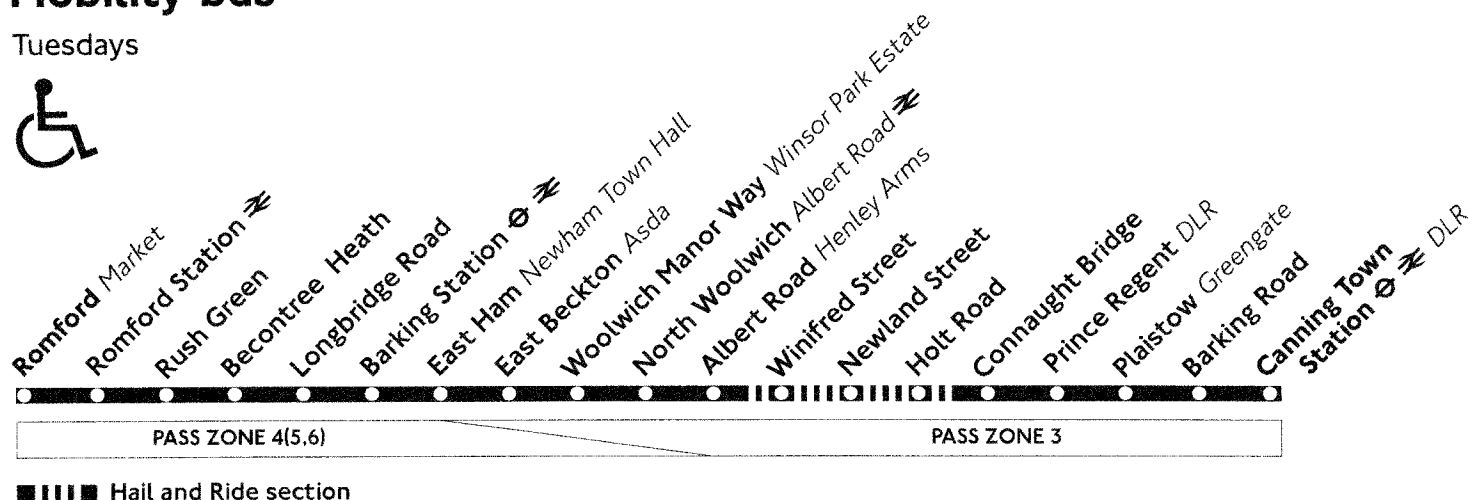 Mobility bus
Tuesdays
Romford Market
Romford Station
Rush Green
Becontree Heath
Longbridge Road
Barking Station
East Ham Newham Town Hall
East Beckton Asda
Woolwich Manor Way Winsor Park Estate
North Woolwich Albert Road
Albert Road Henley Arms
Winifred Street
Newland Street
Holt Road
Connaught Bridge
Prince Regent DLR
Plaistow Greengate
Barking Road
Canning Town
Station DLR
PASS ZONE 4(5,6)
PASS ZONE 3
Hail and Ride section